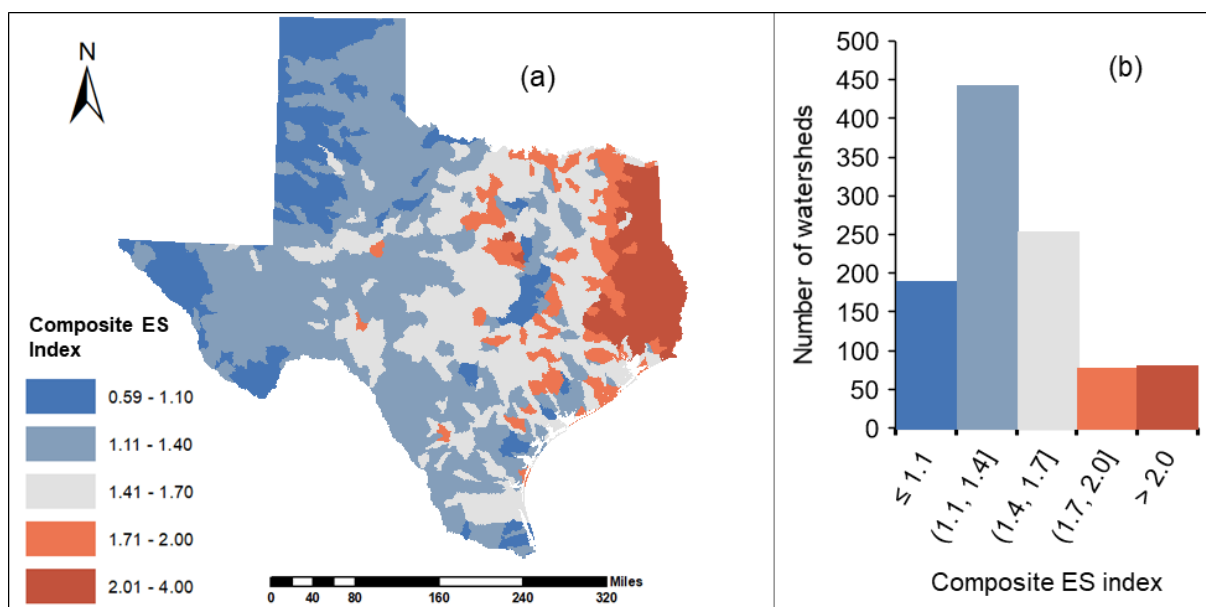 N
(a)
Composite ES
Index
0.59 - 1.10
1.11 - 1.40
1.41 - 1.70
1.71 - 2.00
2.01 - 4.00
Miles
0 40 80 160 240 320
(b)
Number of watersheds
500
450
400
350
300
250
200
150
100
50
0
≤ 1.1
(1.1, 1.4]
(1.4, 1.7]
(1.7, 2.0]
> 2.0
Composite ES index